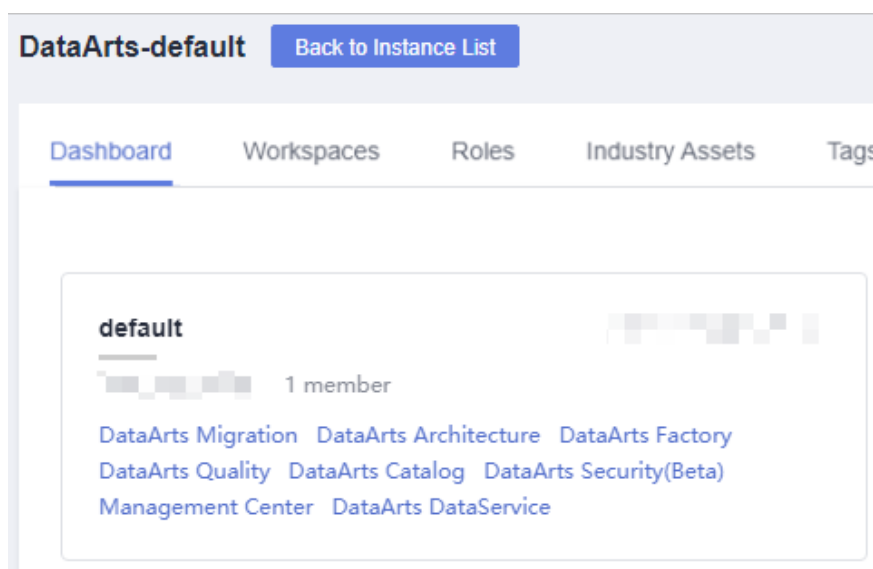 DataArts-default Back to Instance List
Dashboard Workspaces Roles Industry Assets Tags
default
1 member
DataArts Migration DataArts Architecture DataArts Factory
DataArts Quality DataArts Catalog DataArts Security(Beta)
Management Center DataArts DataService